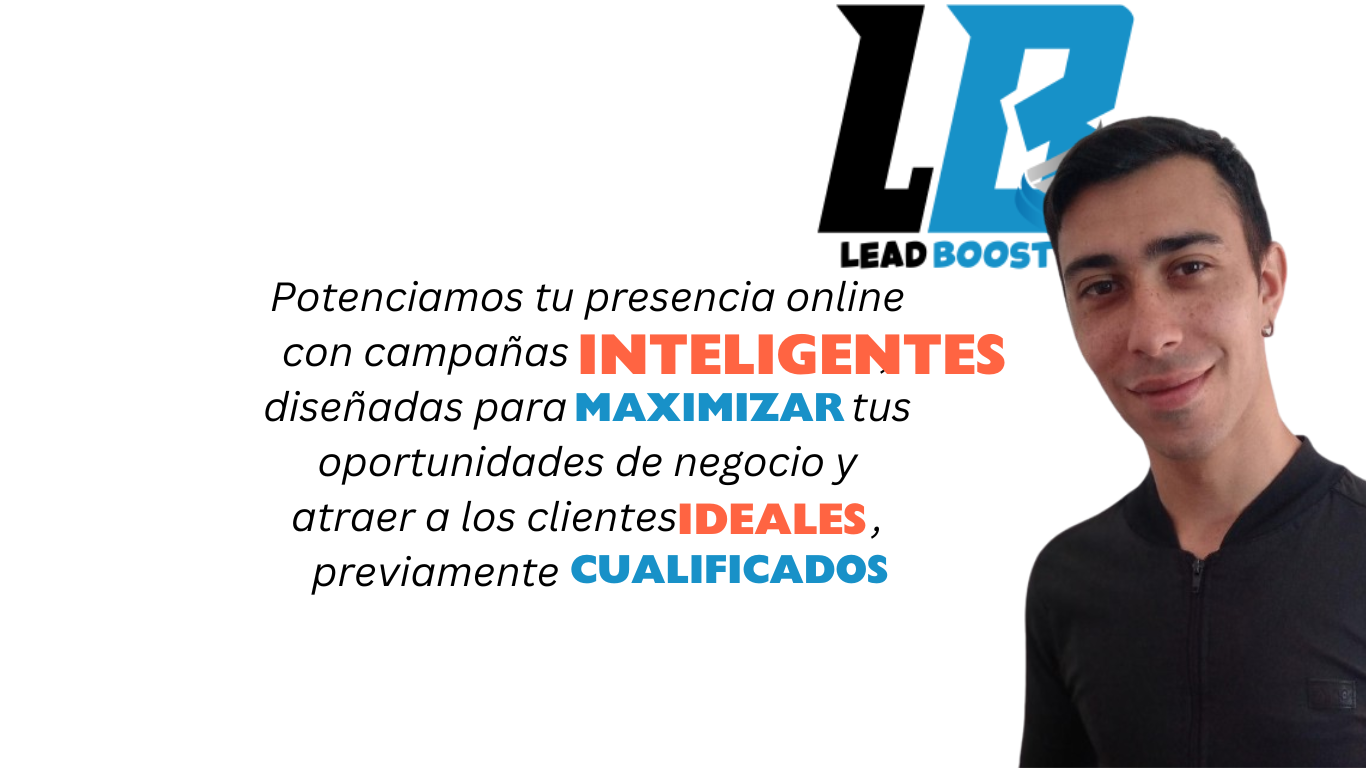 LB
LEAD BOOST
Potenciamos tu presencia online
con campañas INTELIGENTES,
diseñadas para MAXIMIZAR tus
oportunidades de negocio y
atraer a los clientes IDEALES ,
previamente CUALIFICADOS